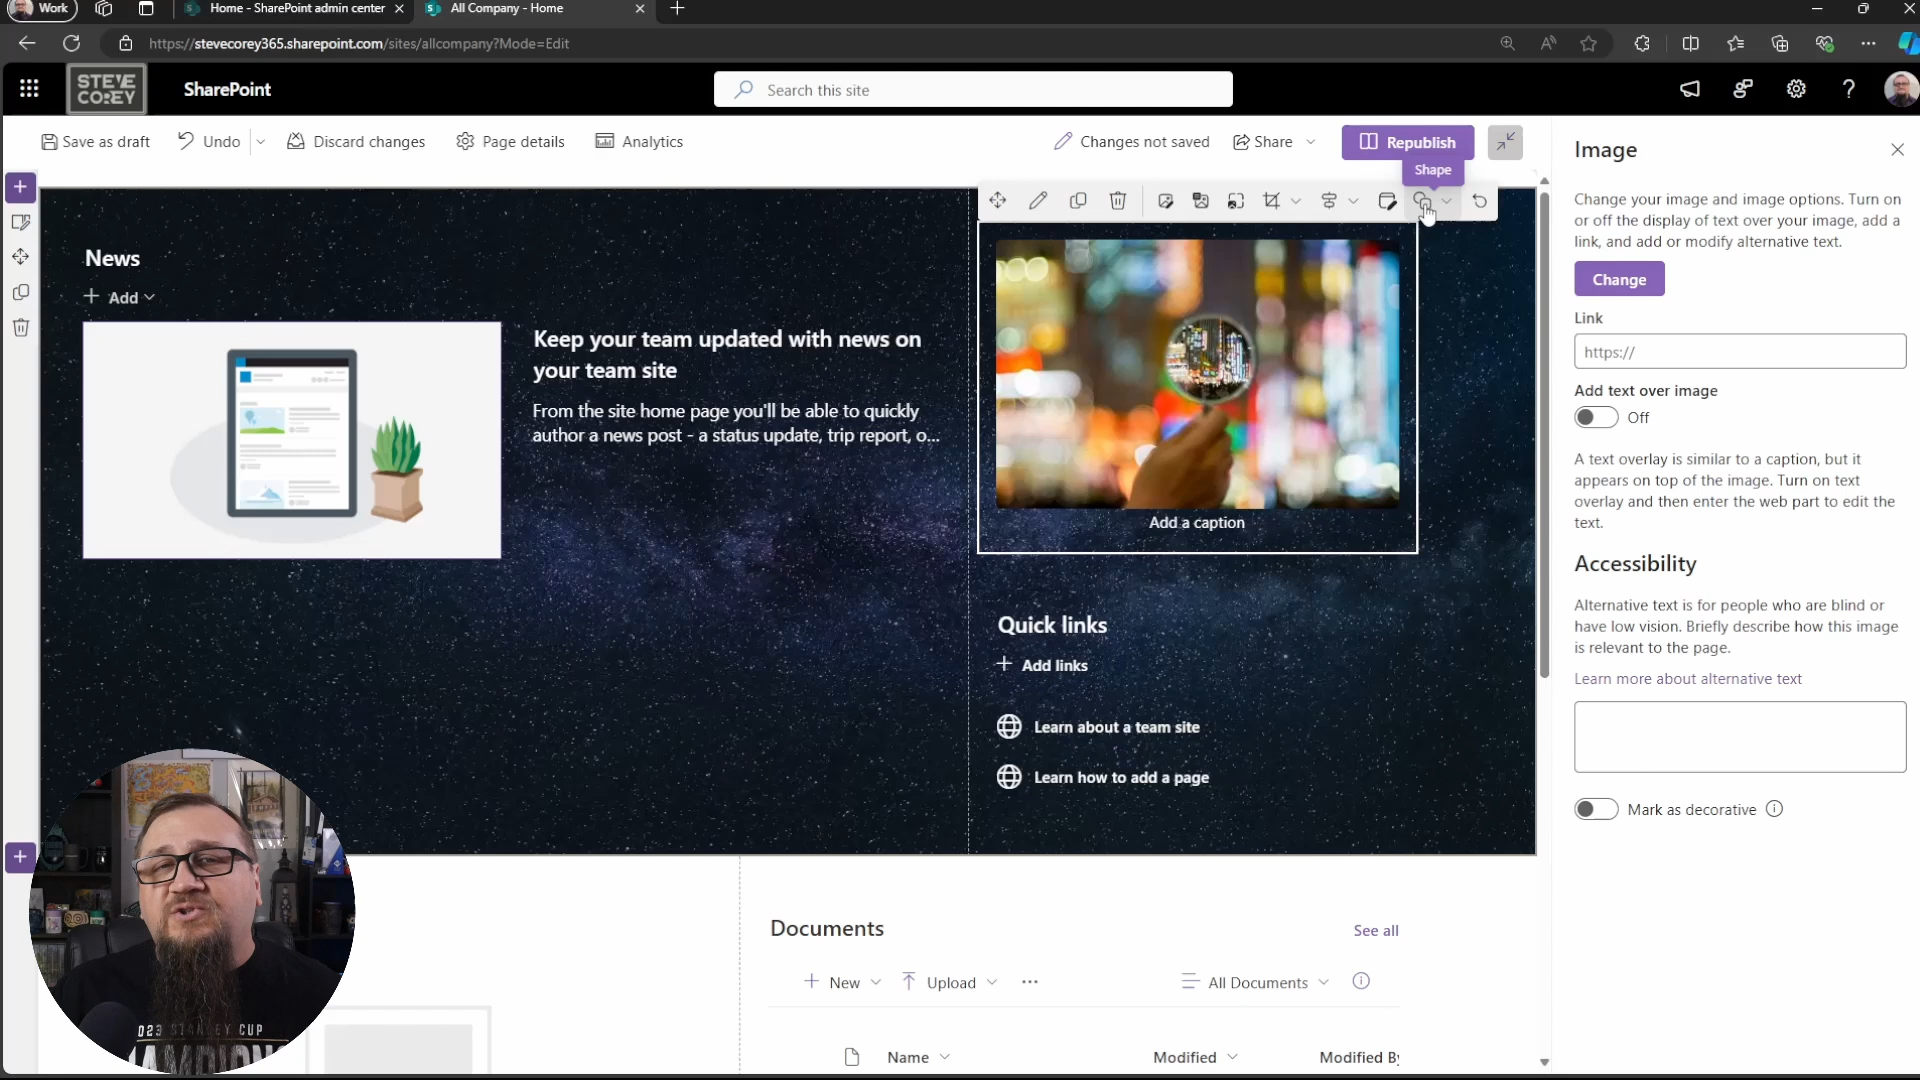 Work
Home - SharePoint admin center
All Company - Home
https://stevecorey365.sharepoint.com/sites/allcompany?Mode=Edit
STEVE
COREY
SharePoint
Search this site
Save as draft
Undo
Discard changes
Page details
Analytics
Changes not saved
Share
Republish
Shape
News
Add
Keep your team updated with news on
your team site
From the site home page you'll be able to quickly
author a news post - a status update, trip report, o...
Add a caption
Quick links
Add links
Learn about a team site
Learn how to add a page
Documents
See all
New
Upload
All Documents
Name
Modified
Modified By
Image
Change your image and image options. Turn on
or off the display of text over your image, add a
link, and add or modify alternative text.
Change
Link
https://
Add text over image
Off
A text overlay is similar to a caption, but it
appears on top of the image. Turn on text
overlay and then enter the web part to edit the
text.
Accessibility
Alternative text is for people who are blind or
have low vision. Briefly describe how this image
is relevant to the page.
Learn more about alternative text
Mark as decorative
023 STANLEY CUP